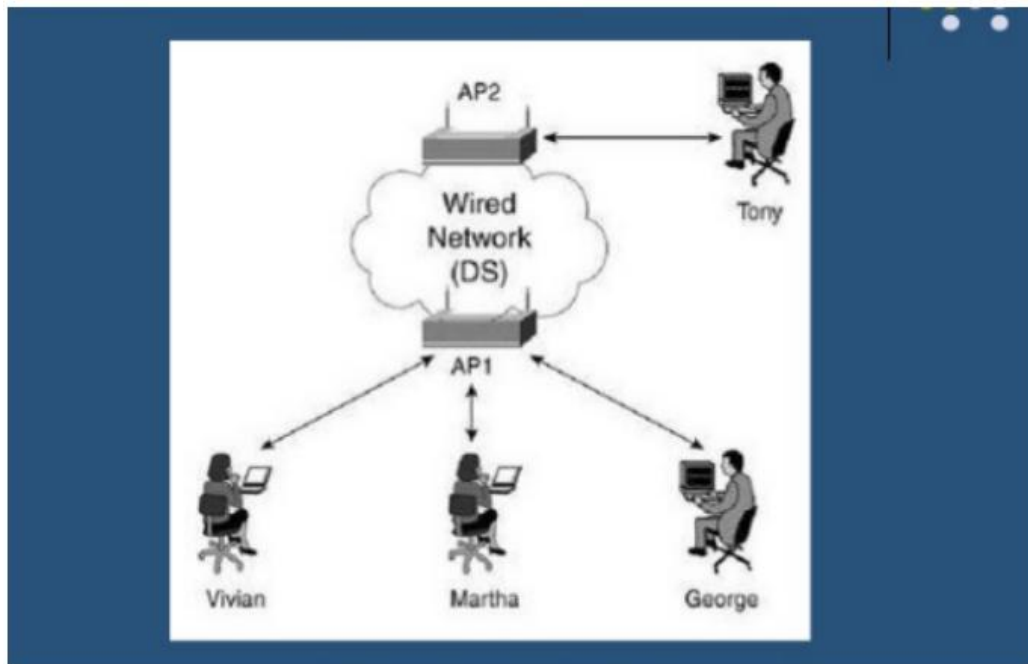 AP2
Tony
Wired
Network
(DS)
AP1
Vivian
Martha
George